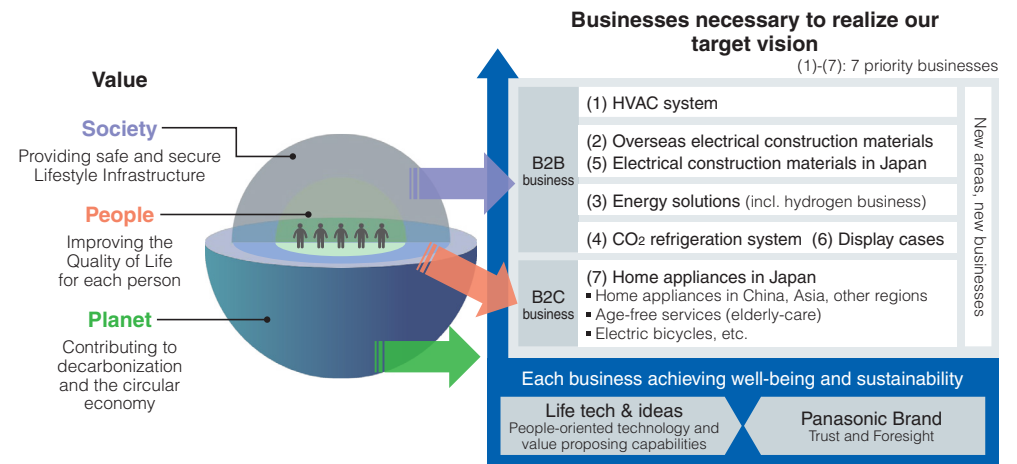 Businesses necessary to realize our
target vision
(1)-(7): 7 priority businesses
Value
Society
Providing safe and secure
Lifestyle Infrastructure
People
Improving the
Quality of Life
for each person
Planet
Contributing to
decarbonization
and the circular
economy
B2B
business
(1) HVAC system
(2) Overseas electrical construction materials
(5) Electrical construction materials in Japan
(3) Energy solutions (incl. hydrogen business)
(4) CO2 refrigeration system (6) Display cases
B2C
business
(7) Home appliances in Japan
▪ Home appliances in China, Asia, other regions
▪ Age-free services (elderly-care)
▪ Electric bicycles, etc.
New areas, new businesses
Each business achieving well-being and sustainability
Life tech & ideas
People-oriented technology and
value proposing capabilities
Panasonic Brand
Trust and Foresight